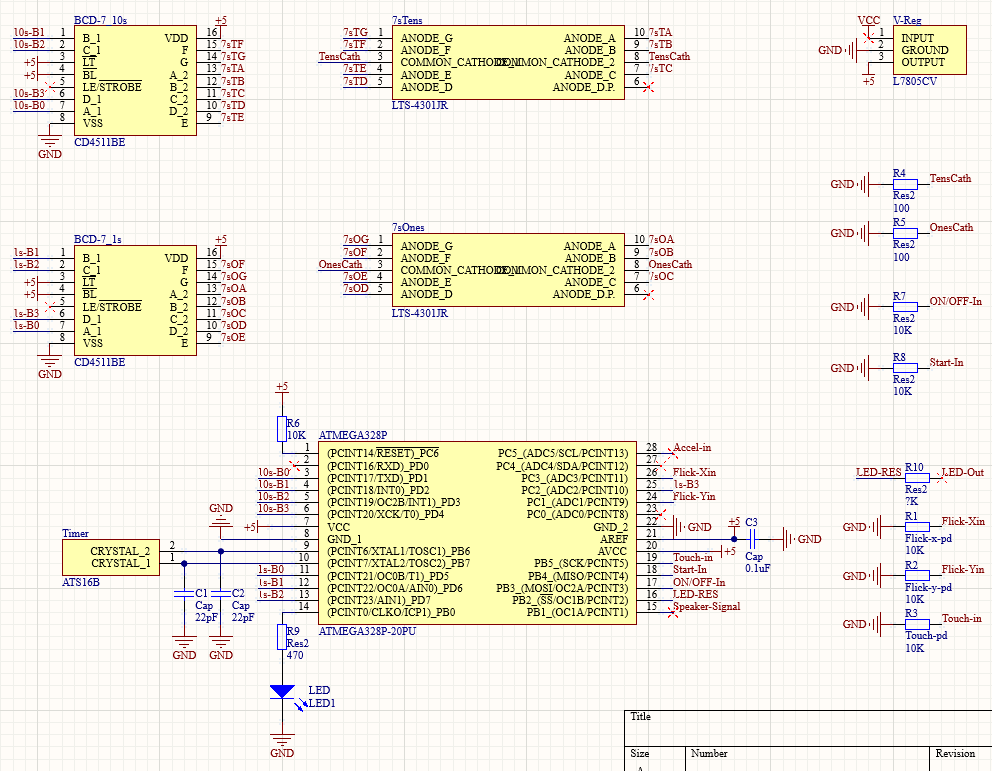 BCD-7_10s
+5
10s-B1 1 B_1 VDD 16
10s-B2 2 C_1 F 15 7sTF
3 LT G 14 7sTG
+5 4 BL A_2 13 7sTA
+5 5 LE/STROBE B_2 12 7sTB
10s-B3 6 D_1 C_2 11 7sTC
10s-B0 7 A_1 D_2 10 7sTD
8 VSS E 9 7sTE
GND
CD4511BE
7sTens
7sTG 1 ANODE_G ANODE_A 10 7sTA
7sTF 2 ANODE_F ANODE_B 9 7sTB
TensCath 3 COMMON_CATHODE COMMON_CATHODE_2 8 TensCath
7sTE 4 ANODE_E ANODE_C 7 7sTC
7sTD 5 ANODE_D ANODE_D.P. 6
LTS-4301JR
VCC V-Reg
1 INPUT
GND 2 GROUND
3 OUTPUT
+5 L7805CV
R4
GND TensCath
Res2
100
R5
GND OnesCath
Res2
100
R7
GND ON/OFF-In
Res2
10K
R8
GND Start-In
Res2
10K
BCD-7_1s
+5
1s-B1 1 B_1 VDD 16
1s-B2 2 C_1 F 15 7sOF
3 LT G 14 7sOG
+5 4 BL A_2 13 7sOA
+5 5 LE/STROBE B_2 12 7sOB
1s-B3 6 D_1 C_2 11 7sOC
1s-B0 7 A_1 D_2 10 7sOD
8 VSS E 9 7sOE
GND
CD4511BE
7sOnes
7sOG 1 ANODE_G ANODE_A 10 7sOA
7sOF 2 ANODE_F ANODE_B 9 7sOB
OnesCath 3 COMMON_CATHODE COMMON_CATHODE_2 8 OnesCath
7sOE 4 ANODE_E ANODE_C 7 7sOC
7sOD 5 ANODE_D ANODE_D.P. 6
LTS-4301JR
+5
R6
10K
ATMEGA328P
1 (PCINT14/RESET)_PC6 PC5_(ADC5/SCL/PCINT13) 28 Accel-in
2 (PCINT16/RXD)_PD0 PC4_(ADC4/SDA/PCINT12) 27
10s-B0 3 (PCINT17/TXD)_PD1 PC3_(ADC3/PCINT11) 26 Flick-Xin
10s-B1 4 (PCINT18/INT0)_PD2 PC2_(ADC2/PCINT10) 25 1s-B3
10s-B2 5 (PCINT19/OC2B/INT1)_PD3 PC1_(ADC1/PCINT9) 24 Flick-Yin
10s-B3 6 (PCINT20/XCK/T0)_PD4 PC0_(ADC0/PCINT8) 23
GND +5 7 VCC GND_2 22 GND
8 GND_1 AREF 21
9 (PCINT6/XTAL1/TOSC1)_PB6 AVCC 20 +5
10 (PCINT7/XTAL2/TOSC2)_PB7 PB5_(SCK/PCINT5) 19 Touch-in
1s-B0 11 (PCINT21/OC0B/T1)_PD5 PB4_(MISO/PCINT4) 18 Start-In
1s-B1 12 (PCINT22/OC0A/AIN0)_PD6 PB3_(MOSI/OC2A/PCINT3) 17 ON/OFF-In
1s-B2 13 (PCINT23/AIN1)_PD7 PB2_(SS/OC1B/PCINT2) 16 LED-RES
14 (PCINT0/CLKO/ICP1)_PB0 PB1_(OC1A/PCINT1) 15 Speaker-Signal
ATMEGA328P-20PU
+5 C3
GND
Cap
0.1uF
Timer
CRYSTAL_2 2
CRYSTAL_1 1
ATS16B
C1 C2
Cap Cap
22pF 22pF
GND GND
R9
Res2
470
LED
LED1
GND
LED-RES R10 LED-Out
Res2
7K
R1
GND Flick-Xin
Flick-x-pd
10K
R2
GND Flick-Yin
Flick-y-pd
10K
R3
GND Touch-in
Touch-pd
10K
Title
Size Number Revision
A